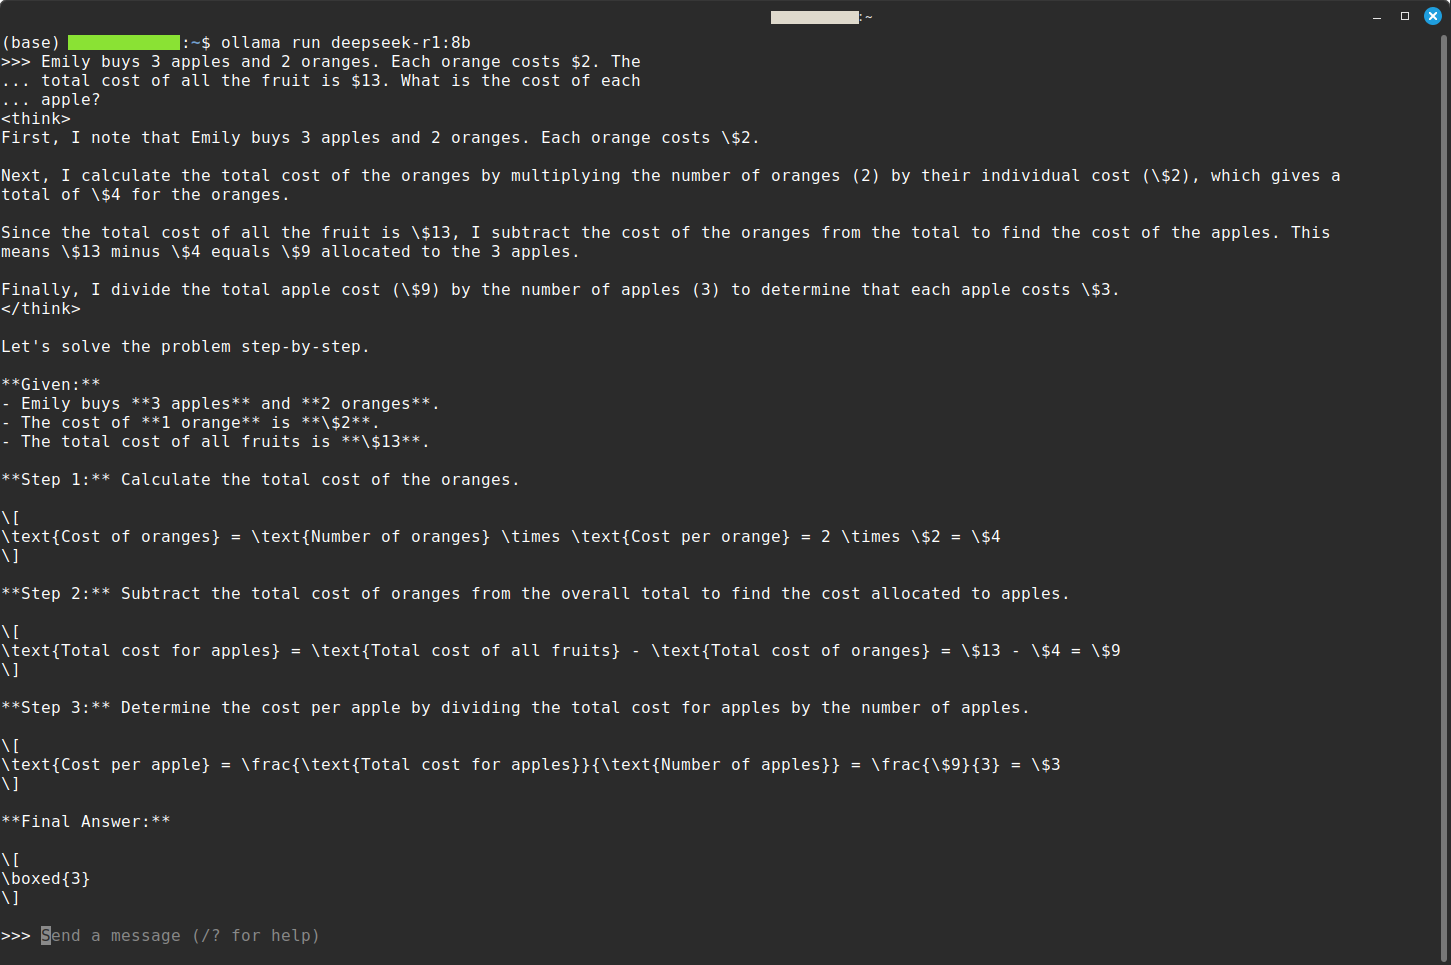 :~
(base) :~$ ollama run deepseek-r1:8b
>>> Emily buys 3 apples and 2 oranges. Each orange costs $2. The
... total cost of all the fruit is $13. What is the cost of each
... apple?
<think>
First, I note that Emily buys 3 apples and 2 oranges. Each orange costs \$2.

Next, I calculate the total cost of the oranges by multiplying the number of oranges (2) by their individual cost (\$2), which gives a
total of \$4 for the oranges.

Since the total cost of all the fruit is \$13, I subtract the cost of the oranges from the total to find the cost of the apples. This
means \$13 minus \$4 equals \$9 allocated to the 3 apples.

Finally, I divide the total apple cost (\$9) by the number of apples (3) to determine that each apple costs \$3.
</think>

Let's solve the problem step-by-step.

**Given:**
- Emily buys **3 apples** and **2 oranges**.
- The cost of **1 orange** is **\$2**.
- The total cost of all fruits is **\$13**.

**Step 1:** Calculate the total cost of the oranges.

\[
\text{Cost of oranges} = \text{Number of oranges} \times \text{Cost per orange} = 2 \times \$2 = \$4
\]

**Step 2:** Subtract the total cost of oranges from the overall total to find the cost allocated to apples.

\[
\text{Total cost for apples} = \text{Total cost of all fruits} - \text{Total cost of oranges} = \$13 - \$4 = \$9
\]

**Step 3:** Determine the cost per apple by dividing the total cost for apples by the number of apples.

\[
\text{Cost per apple} = \frac{\text{Total cost for apples}}{\text{Number of apples}} = \frac{\$9}{3} = \$3
\]

**Final Answer:**

\[
\boxed{3}
\]

>>> Send a message (/? for help)